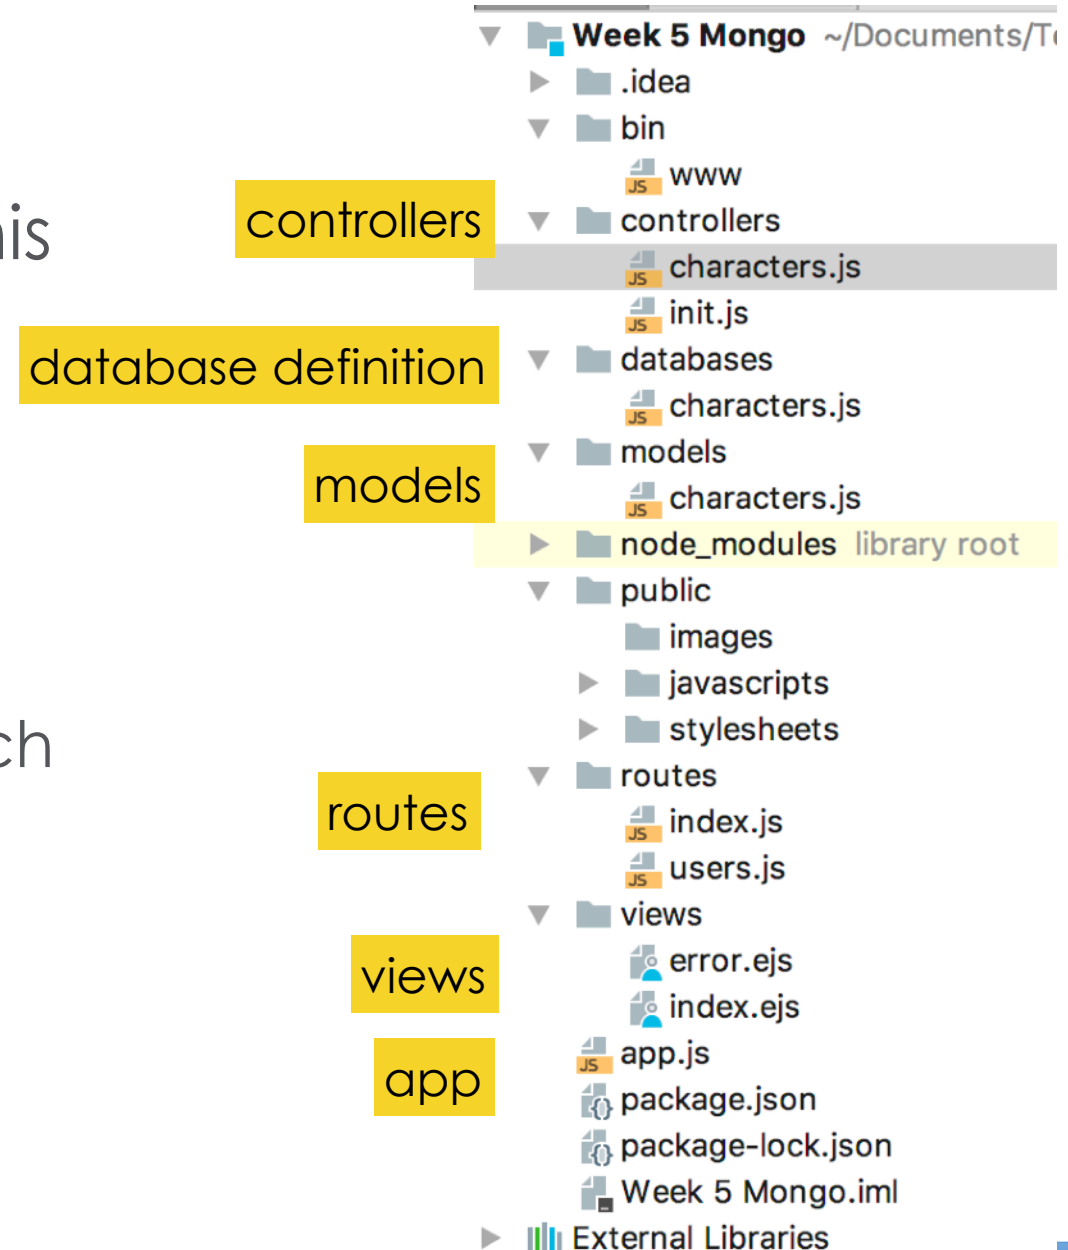 Week 5 Mongo ~/Documents/T
.idea
bin
www
controllers controllers
his
characters.js
init.js
database definition databases
characters.js
models
models characters.js
node_modules library root
public
images
javascripts
stylesheets
ch
routes
routes index.js
users.js
views
views error.ejs
index.ejs
app.js
app package.json
package-lock.json
Week 5 Mongo.iml
External Libraries